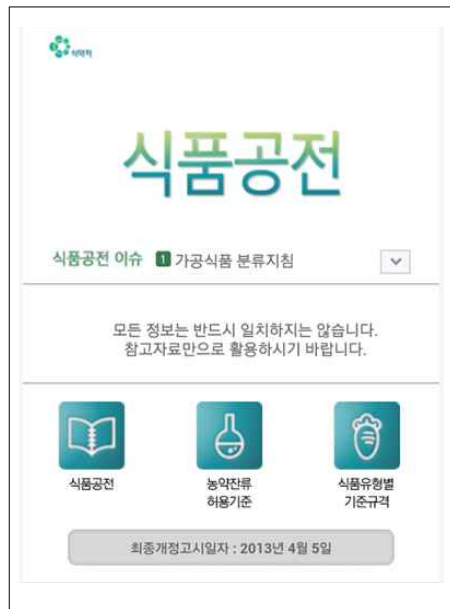 식약처
식품공전
식품공전 이슈 1 가공식품 분류지침
모든 정보는 반드시 일치하지는 않습니다.
참고자료만으로 활용하시기 바랍니다.
식품공전
농약잔류
허용기준
식품유형별
기준규격
최종개정고시일자 : 2013년 4월 5일